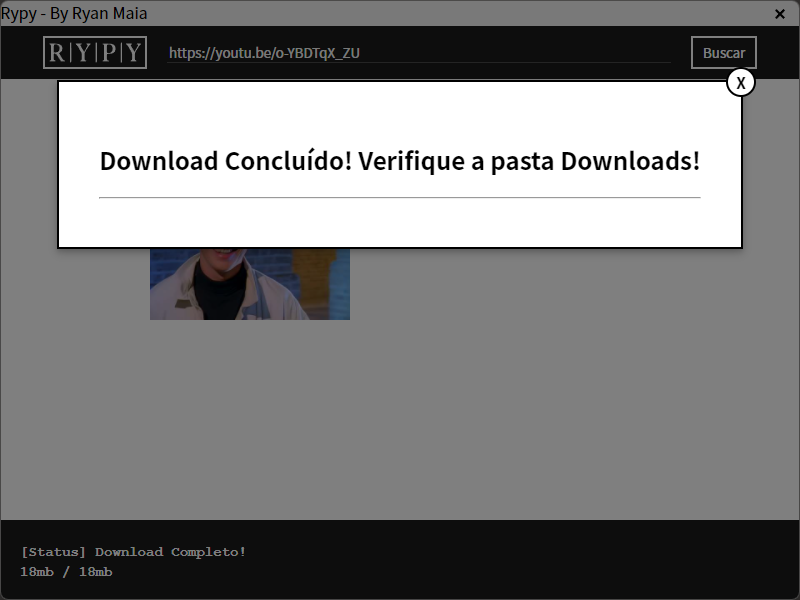 Rypy - By Ryan Maia
×
R|Y|P|Y
https://youtu.be/o-YBDTqX_ZU
Buscar
X
Download Concluído! Verifique a pasta Downloads!
[Status] Download Completo!
18mb / 18mb